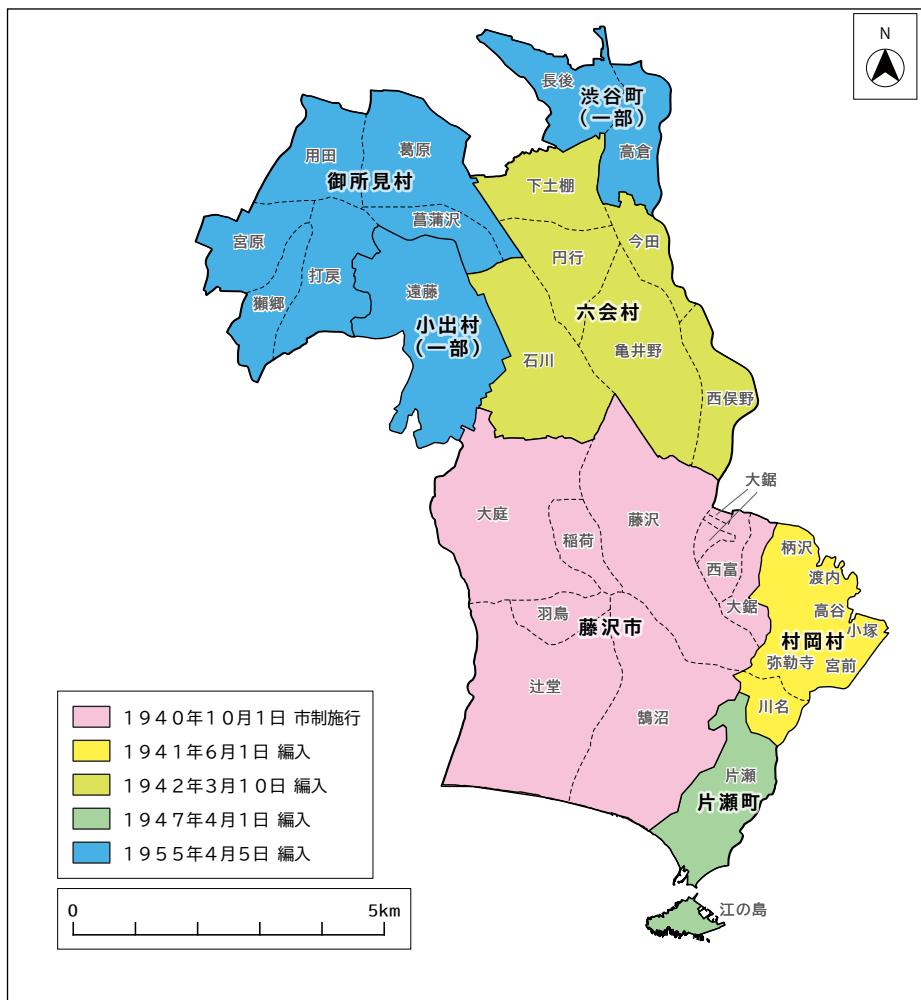 N
長後
渋谷町
（一部）
高倉
葛原
用田
御所見村
下土棚
菖蒲沢
宮原
今田
円行
打戻
遠藤
獺郷
六会村
小出村
（一部）
亀井野
石川
西俣野
大鋸
大庭
藤沢
稲荷
柄沢
西富
渡内
大鋸
高谷
羽鳥
藤沢市
小塚
村岡村
弥勒寺
宮前
辻堂
川名
鵠沼
片瀬
片瀬町
江の島
１９４０年１０月１日 市制施行
１９４１年６月１日 編入
１９４２年３月１０日 編入
１９４７年４月１日 編入
１９５５年４月５日 編入
0 5km